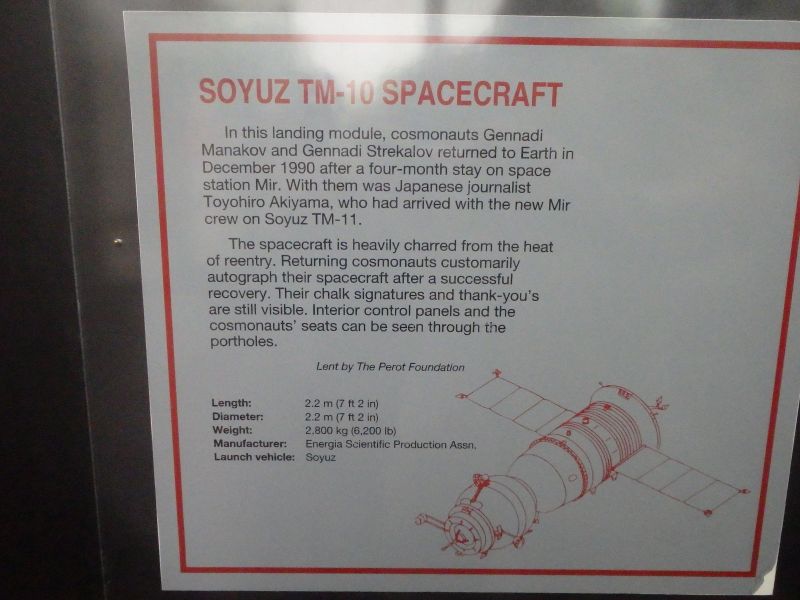 SOYUZ TM-10 SPACECRAFT
In this landing module, cosmonauts Gennadi
Manakov and Gennadi Strekalov returned to Earth in
December 1990 after a four-month stay on space
station Mir. With them was Japanese journalist
Toyohiro Akiyama, who had arrived with the new Mir
crew on Soyuz TM-11.
The spacecraft is heavily charred from the heat
of reentry. Returning cosmonauts customarily
autograph their spacecraft after a successful
recovery. Their chalk signatures and thank-you's
are still visible. Interior control panels and the
cosmonauts' seats can be seen through the
portholes.
Lent by The Perot Foundation
Length: 2.2 m (7 ft 2 in)
Diameter: 2.2 m (7 ft 2 in)
Weight: 2,800 kg (6,200 lb)
Manufacturer: Energia Scientific Production Assn.
Launch vehicle: Soyuz